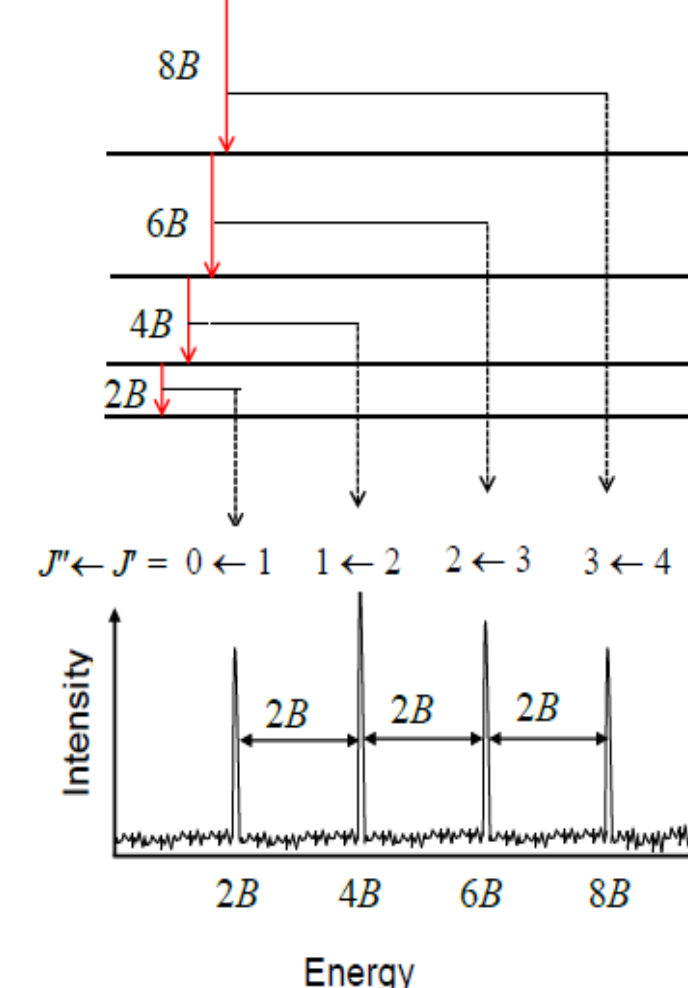 8B
6B
4B
2B
J"← J' = 0 ← 1 1 ← 2 2 ← 3 3 ← 4
Intensity
2B 2B 2B
2B 4B 6B 8B
Energy